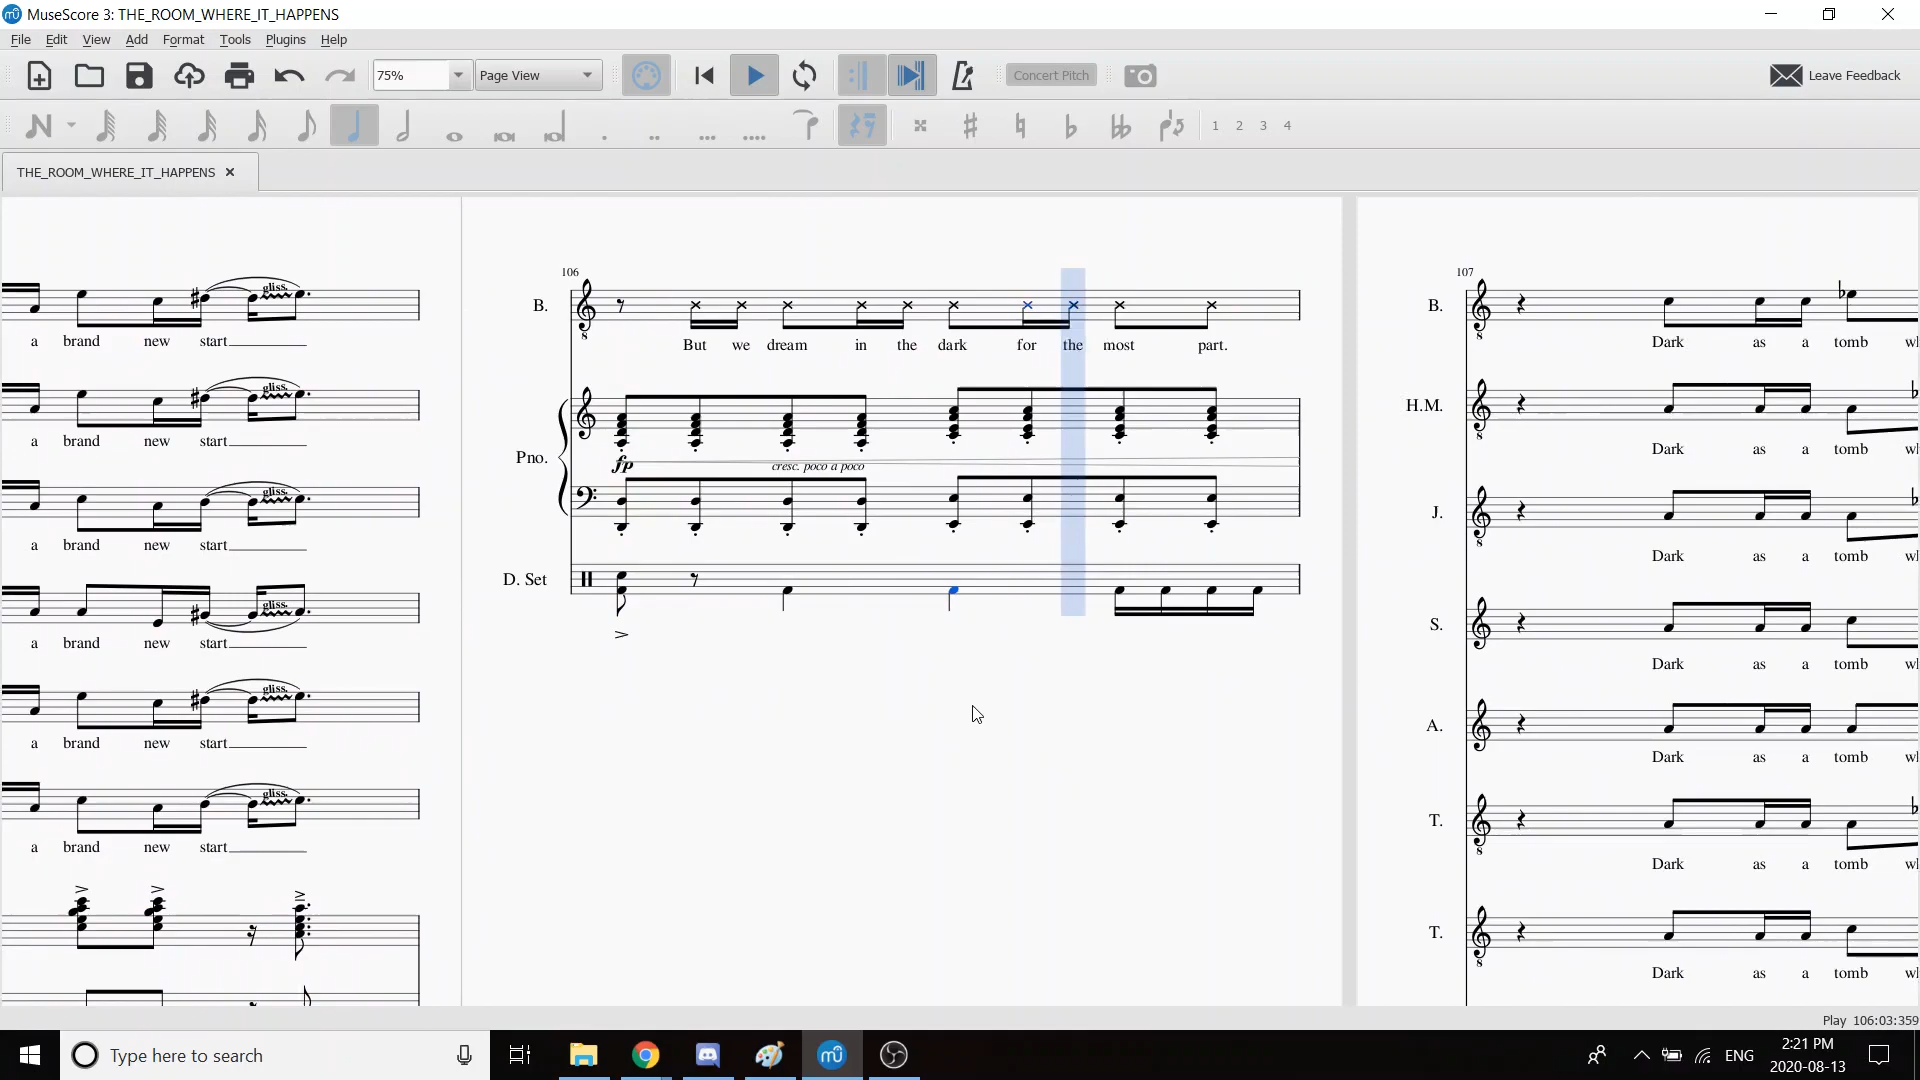 MuseScore 3: THE_ROOM_WHERE_IT_HAPPENS
File Edit View Add Format Tools Plugins Help
75% Page View Concert Pitch Leave Feedback
1 2 3 4
THE_ROOM_WHERE_IT_HAPPENS
gliss.
a brand new start
gliss.
a brand new start
gliss.
a brand new start
gliss.
a brand new start
gliss.
a brand new start
gliss.
a brand new start
106
B.
But we dream in the dark for the most part.
Pno.
fp cresc. poco a poco
D. Set
107
B.
Dark as a tomb
H.M.
Dark as a tomb
J.
Dark as a tomb
S.
Dark as a tomb
A.
Dark as a tomb
T.
Dark as a tomb
T.
Dark as a tomb
Play 106:03:359
Type here to search
ENG
2:21 PM
2020-08-13